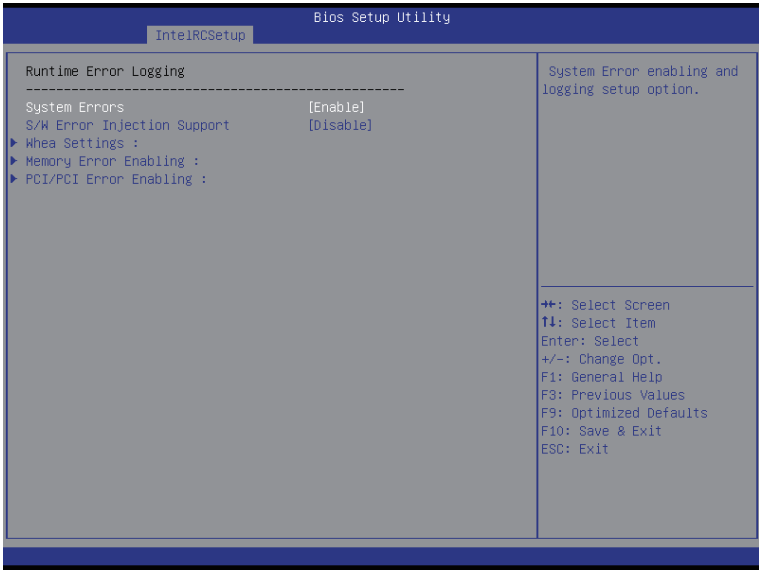 Bios Setup Utility
IntelRCSetup
Runtime Error Logging
--------------------------------------------------
System Errors [Enable]
S/W Error Injection Support [Disable]
Whea Settings :
Memory Error Enabling :
PCI/PCI Error Enabling :
System Error enabling and
logging setup option.
→←: Select Screen
↑↓: Select Item
Enter: Select
+/-: Change Opt.
F1: General Help
F3: Previous Values
F9: Optimized Defaults
F10: Save & Exit
ESC: Exit